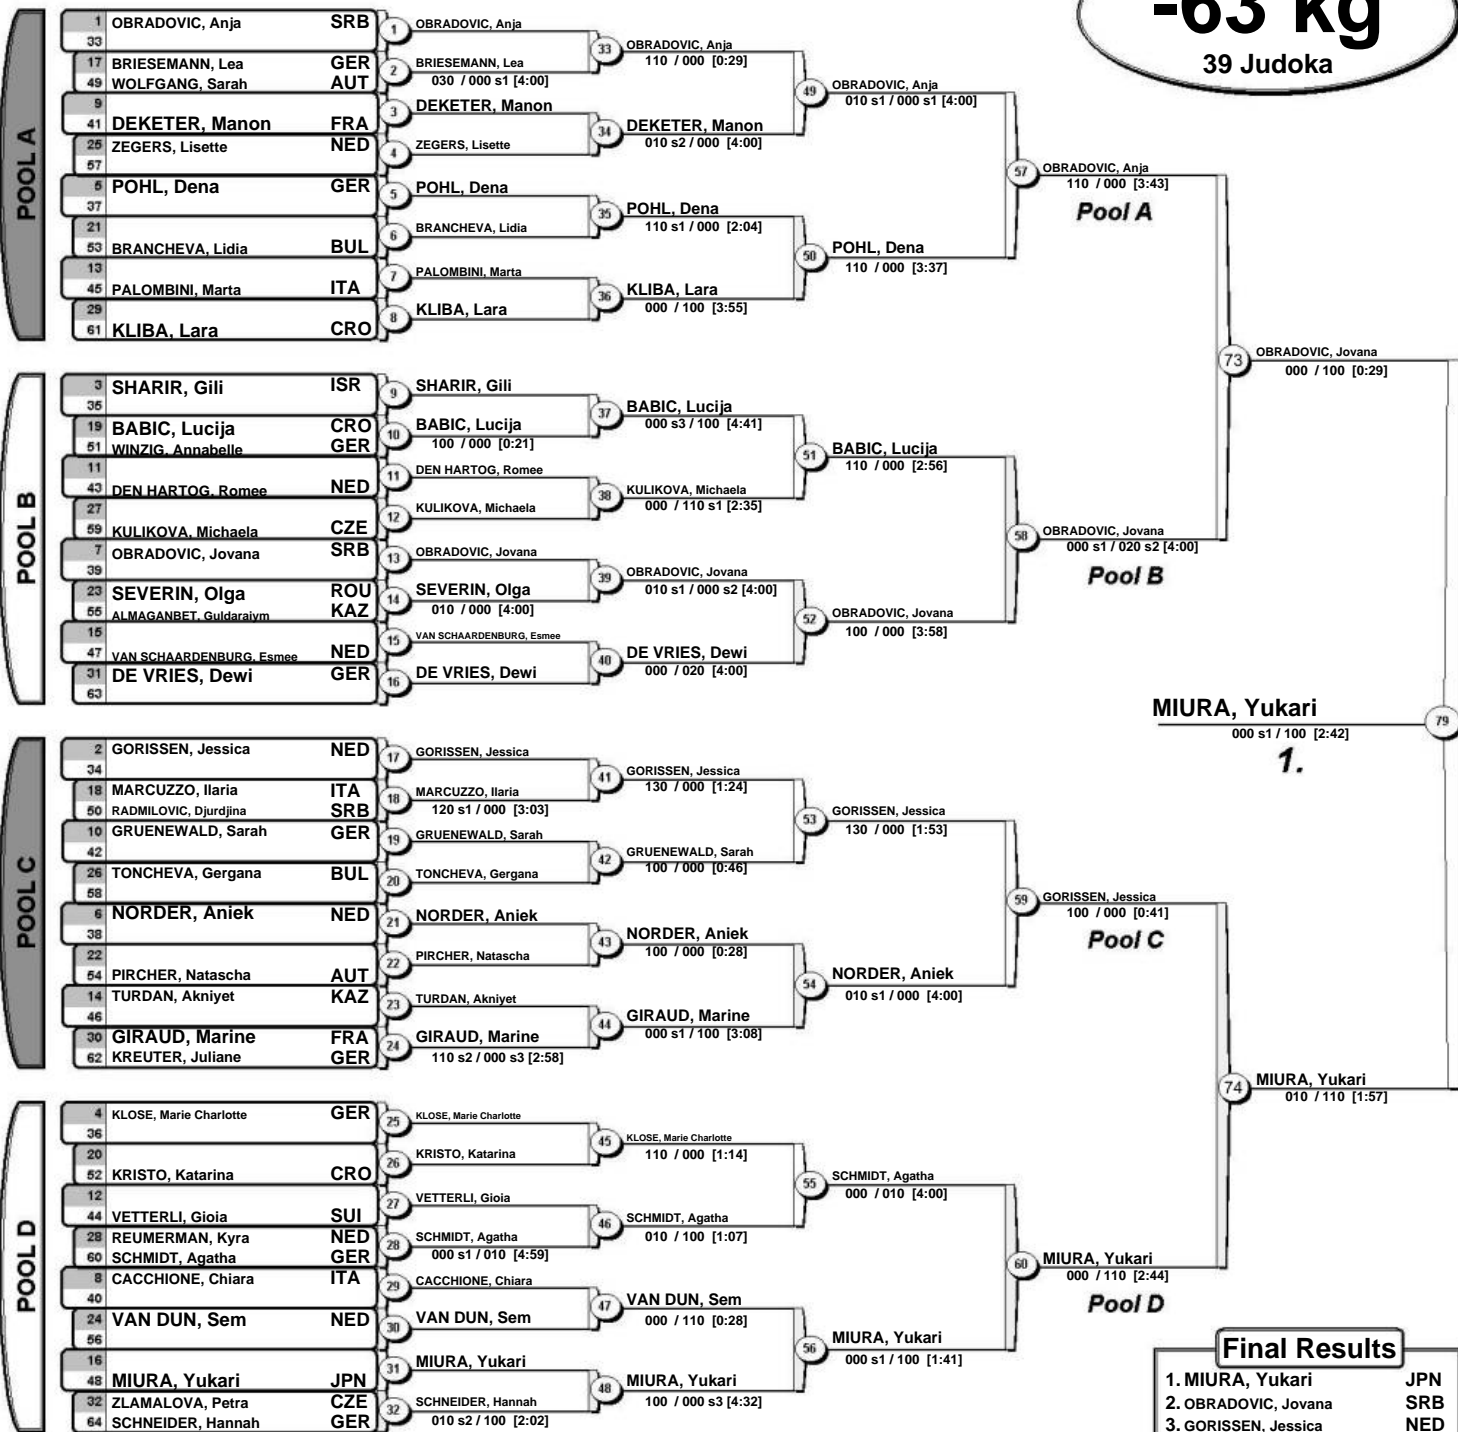 -63 kg
39 Judoka
POOL A
1 OBRADOVIC, Anja SRB
33
17 BRIESEMANN, Lea GER
49 WOLFGANG, Sarah AUT
9
41 DEKETER, Manon FRA
25 ZEGERS, Lisette NED
57
5 POHL, Dena GER
37
21
53 BRANCHEVA, Lidia BUL
13
45 PALOMBINI, Marta ITA
29
61 KLIBA, Lara CRO
1 OBRADOVIC, Anja
2 BRIESEMANN, Lea
030 / 000 s1 [4:00]
3 DEKETER, Manon
4 ZEGERS, Lisette
5 POHL, Dena
6 BRANCHEVA, Lidia
7 PALOMBINI, Marta
8 KLIBA, Lara
33 OBRADOVIC, Anja
110 / 000 [0:29]
34 DEKETER, Manon
010 s2 / 000 [4:00]
35 POHL, Dena
110 s1 / 000 [2:04]
36 KLIBA, Lara
000 / 100 [3:55]
49 OBRADOVIC, Anja
010 s1 / 000 s1 [4:00]
50 POHL, Dena
110 / 000 [3:37]
57 OBRADOVIC, Anja
110 / 000 [3:43]
Pool A
POOL B
3 SHARIR, Gili ISR
35
19 BABIC, Lucija CRO
51 WINZIG, Annabelle GER
11
43 DEN HARTOG, Romee NED
27
59 KULIKOVA, Michaela CZE
7 OBRADOVIC, Jovana SRB
39
23 SEVERIN, Olga ROU
55 ALMAGANBET, Guldaraiym KAZ
15
47 VAN SCHAARDENBURG, Esmee NED
31 DE VRIES, Dewi GER
63
9 SHARIR, Gili
10 BABIC, Lucija
100 / 000 [0:21]
11 DEN HARTOG, Romee
12 KULIKOVA, Michaela
13 OBRADOVIC, Jovana
14 SEVERIN, Olga
010 / 000 [4:00]
15 VAN SCHAARDENBURG, Esmee
16 DE VRIES, Dewi
37 BABIC, Lucija
000 s3 / 100 [4:41]
38 KULIKOVA, Michaela
000 / 110 s1 [2:35]
39 OBRADOVIC, Jovana
010 s1 / 000 s2 [4:00]
40 DE VRIES, Dewi
000 / 020 [4:00]
51 BABIC, Lucija
110 / 000 [2:56]
52 OBRADOVIC, Jovana
100 / 000 [3:58]
58 OBRADOVIC, Jovana
000 s1 / 020 s2 [4:00]
Pool B
73 OBRADOVIC, Jovana
000 / 100 [0:29]
MIURA, Yukari 79
000 s1 / 100 [2:42]
1.
POOL C
2 GORISSEN, Jessica NED
34
18 MARCUZZO, Ilaria ITA
50 RADMILOVIC, Djurdjina SRB
10 GRUENEWALD, Sarah GER
42
26 TONCHEVA, Gergana BUL
58
6 NORDER, Aniek NED
38
22
54 PIRCHER, Natascha AUT
14 TURDAN, Akniyet KAZ
46
30 GIRAUD, Marine FRA
62 KREUTER, Juliane GER
17 GORISSEN, Jessica
18 MARCUZZO, Ilaria
120 s1 / 000 [3:03]
19 GRUENEWALD, Sarah
20 TONCHEVA, Gergana
21 NORDER, Aniek
22 PIRCHER, Natascha
23 TURDAN, Akniyet
24 GIRAUD, Marine
110 s2 / 000 s3 [2:58]
41 GORISSEN, Jessica
130 / 000 [1:24]
42 GRUENEWALD, Sarah
100 / 000 [0:46]
43 NORDER, Aniek
100 / 000 [0:28]
44 GIRAUD, Marine
000 s1 / 100 [3:08]
53 GORISSEN, Jessica
130 / 000 [1:53]
54 NORDER, Aniek
010 s1 / 000 [4:00]
59 GORISSEN, Jessica
100 / 000 [0:41]
Pool C
POOL D
4 KLOSE, Marie Charlotte GER
36
20
52 KRISTO, Katarina CRO
12
44 VETTERLI, Gioia SUI
28 REUMERMAN, Kyra NED
60 SCHMIDT, Agatha GER
8 CACCHIONE, Chiara ITA
40
24 VAN DUN, Sem NED
56
16
48 MIURA, Yukari JPN
32 ZLAMALOVA, Petra CZE
64 SCHNEIDER, Hannah GER
25 KLOSE, Marie Charlotte
26 KRISTO, Katarina
27 VETTERLI, Gioia
28 SCHMIDT, Agatha
000 s1 / 010 [4:59]
29 CACCHIONE, Chiara
30 VAN DUN, Sem
31 MIURA, Yukari
32 SCHNEIDER, Hannah
010 s2 / 100 [2:02]
45 KLOSE, Marie Charlotte
110 / 000 [1:14]
46 SCHMIDT, Agatha
010 / 100 [1:07]
47 VAN DUN, Sem
000 / 110 [0:28]
48 MIURA, Yukari
100 / 000 s3 [4:32]
55 SCHMIDT, Agatha
000 / 010 [4:00]
56 MIURA, Yukari
000 s1 / 100 [1:41]
60 MIURA, Yukari
000 / 110 [2:44]
Pool D
74 MIURA, Yukari
010 / 110 [1:57]
Final Results
1. MIURA, Yukari JPN
2. OBRADOVIC, Jovana SRB
3. GORISSEN, Jessica NED